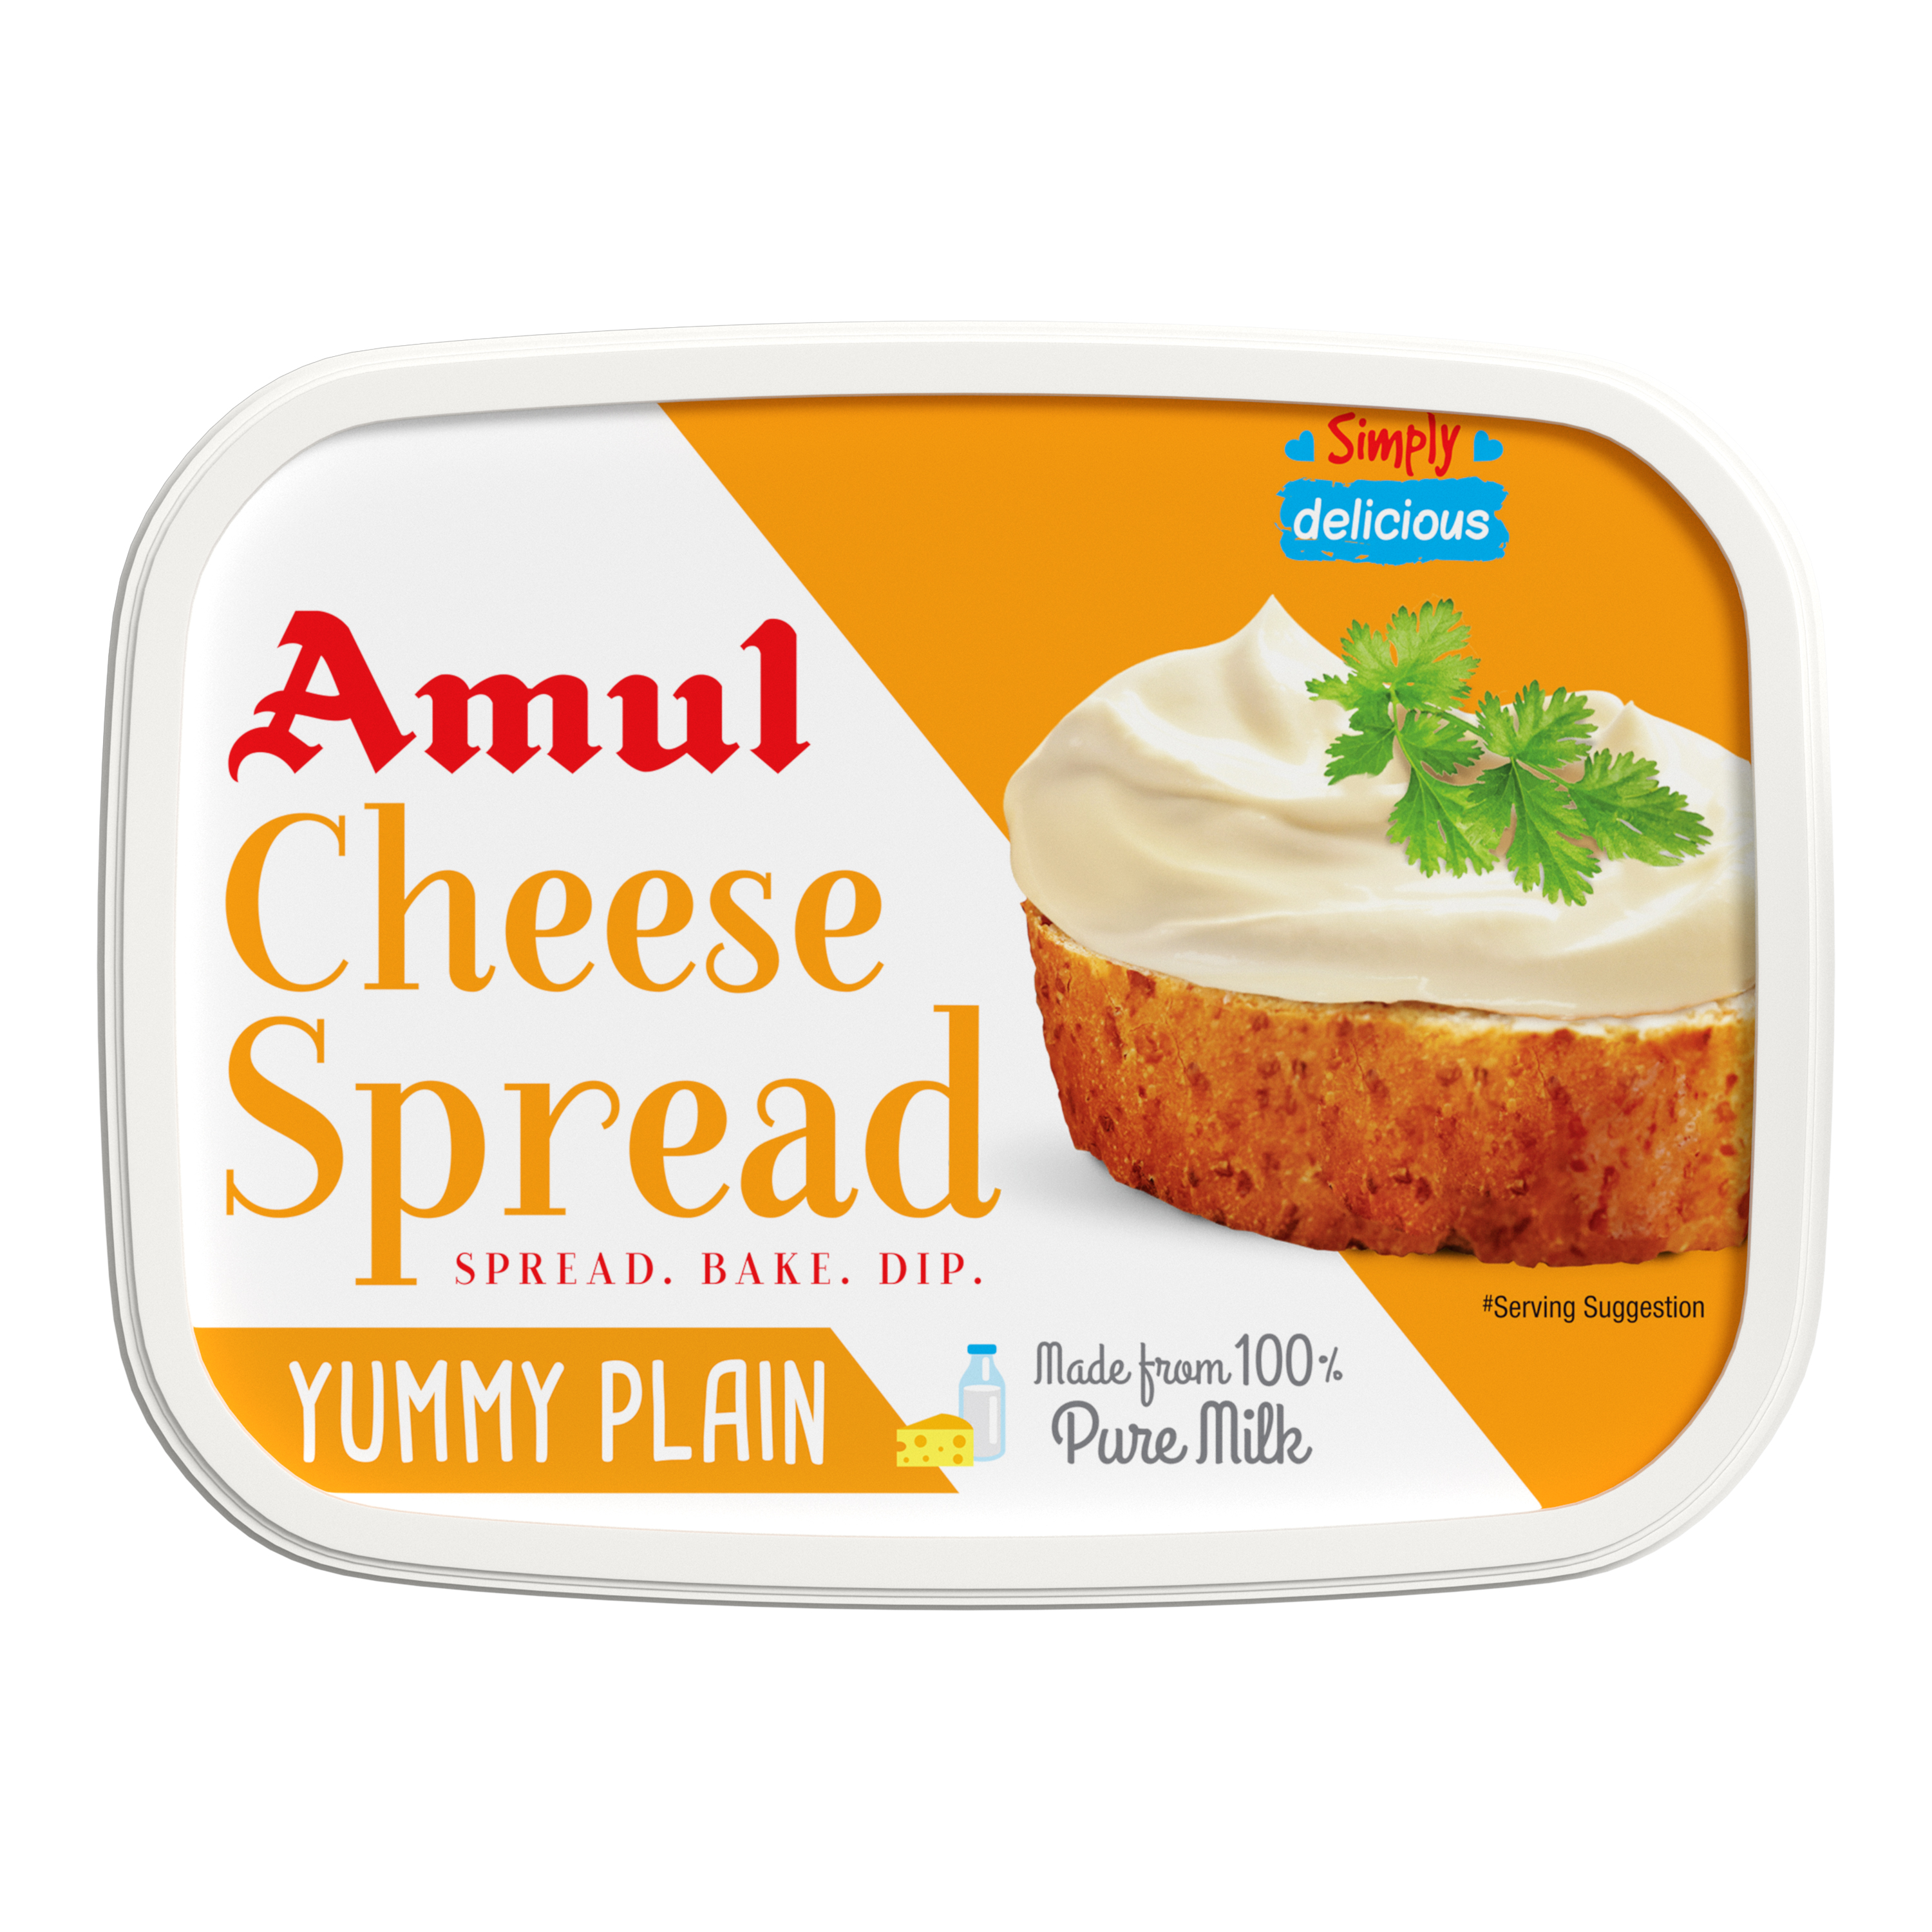 Simply
delicious
Amul
Cheese
Spread
SPREAD. BAKE. DIP.
#Serving Suggestion
YUMMY PLAIN
Made from 100%
Pure Milk